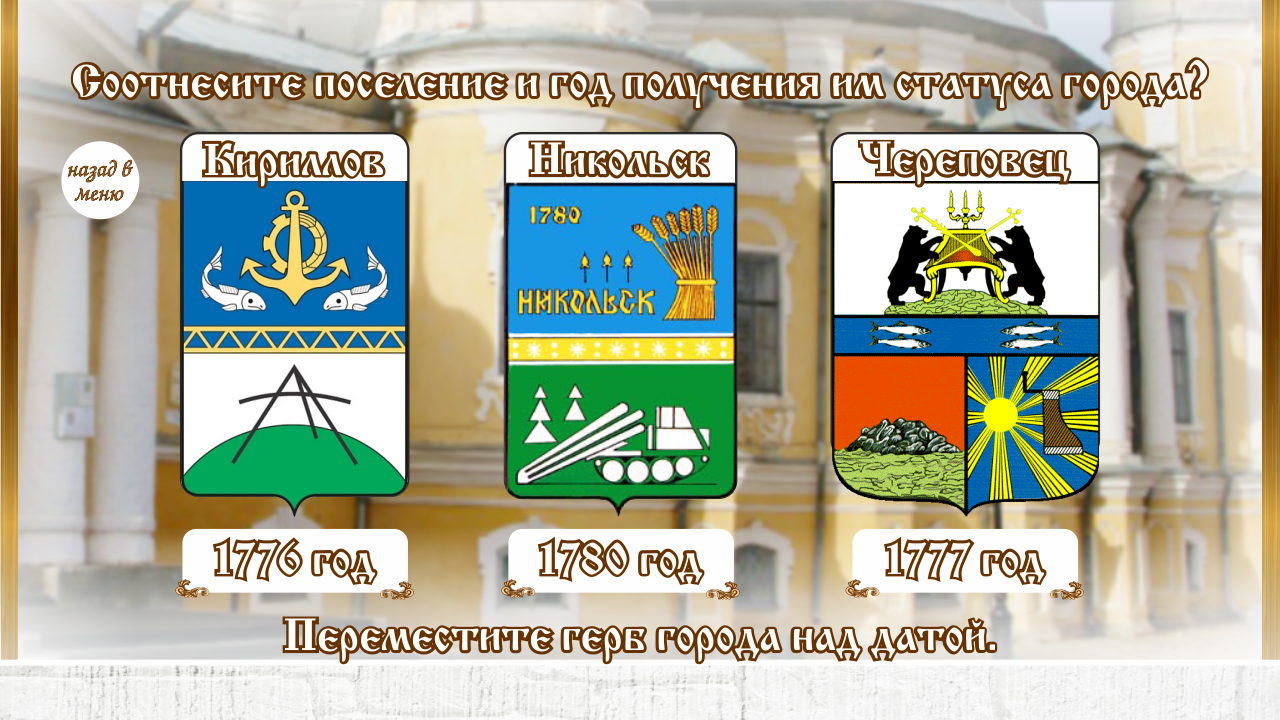 Соотнесите поселение и год получения им статуса города?
назад в
меню
Кириллов
Никольск
Череповец
1780
НИКОЛЬСК
1776 год
1780 год
1777 год
Переместите герб города над датой.